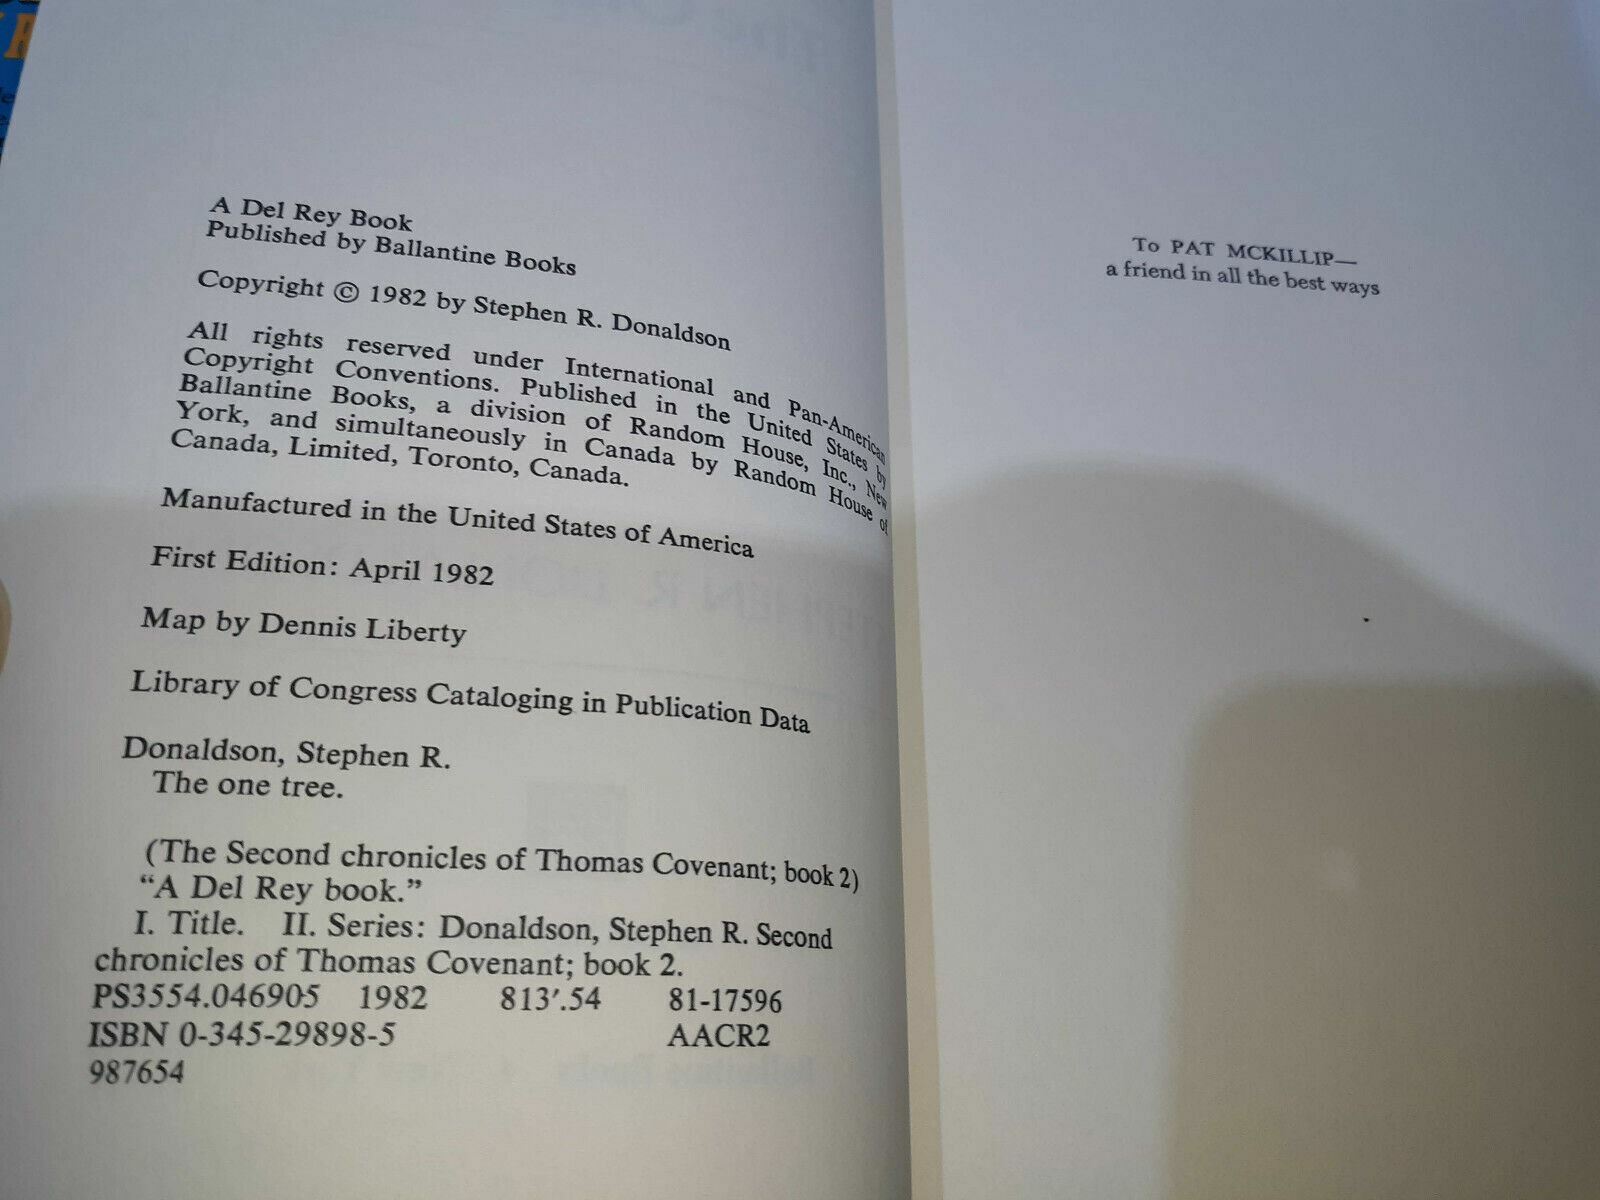 A Del Rey Book
Published by Ballantine Books
Copyright © 1982 by Stephen R. Donaldson
All rights reserved under International and Pan-American
Copyright Conventions. Published in the United States by
Ballantine Books, a division of Random House, Inc., New
York, and simultaneously in Canada by Random House of
Canada, Limited, Toronto, Canada.
Manufactured in the United States of America
First Edition: April 1982
Map by Dennis Liberty
Library of Congress Cataloging in Publication Data
Donaldson, Stephen R.
The one tree.
(The Second chronicles of Thomas Covenant; book 2)
“A Del Rey book.”
I. Title. II. Series: Donaldson, Stephen R. Second
chronicles of Thomas Covenant; book 2.
PS3554.046905 1982 813′.54 81-17596
ISBN 0-345-29898-5 AACR2
987654
To PAT MCKILLIP—
a friend in all the best ways